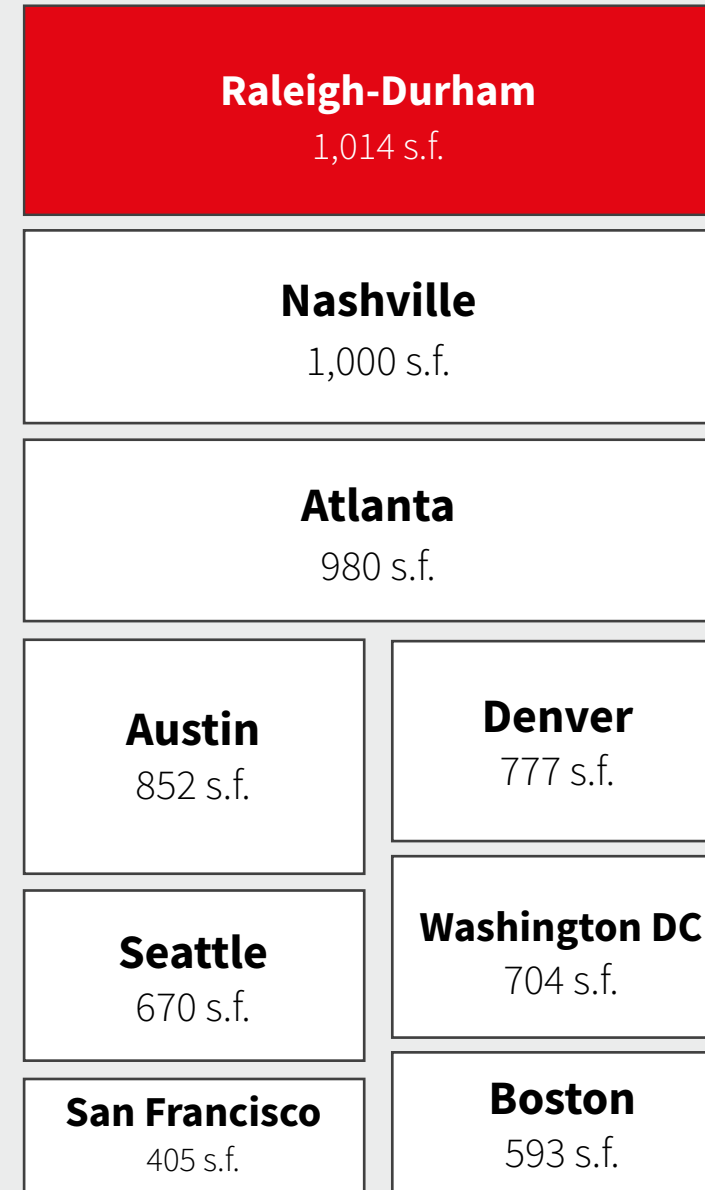 Raleigh-Durham
1,014 s.f.
Nashville
1,000 s.f.
Atlanta
980 s.f.
Austin
852 s.f.
Denver
777 s.f.
Seattle
670 s.f.
Washington DC
704 s.f.
San Francisco
405 s.f.
Boston
593 s.f.